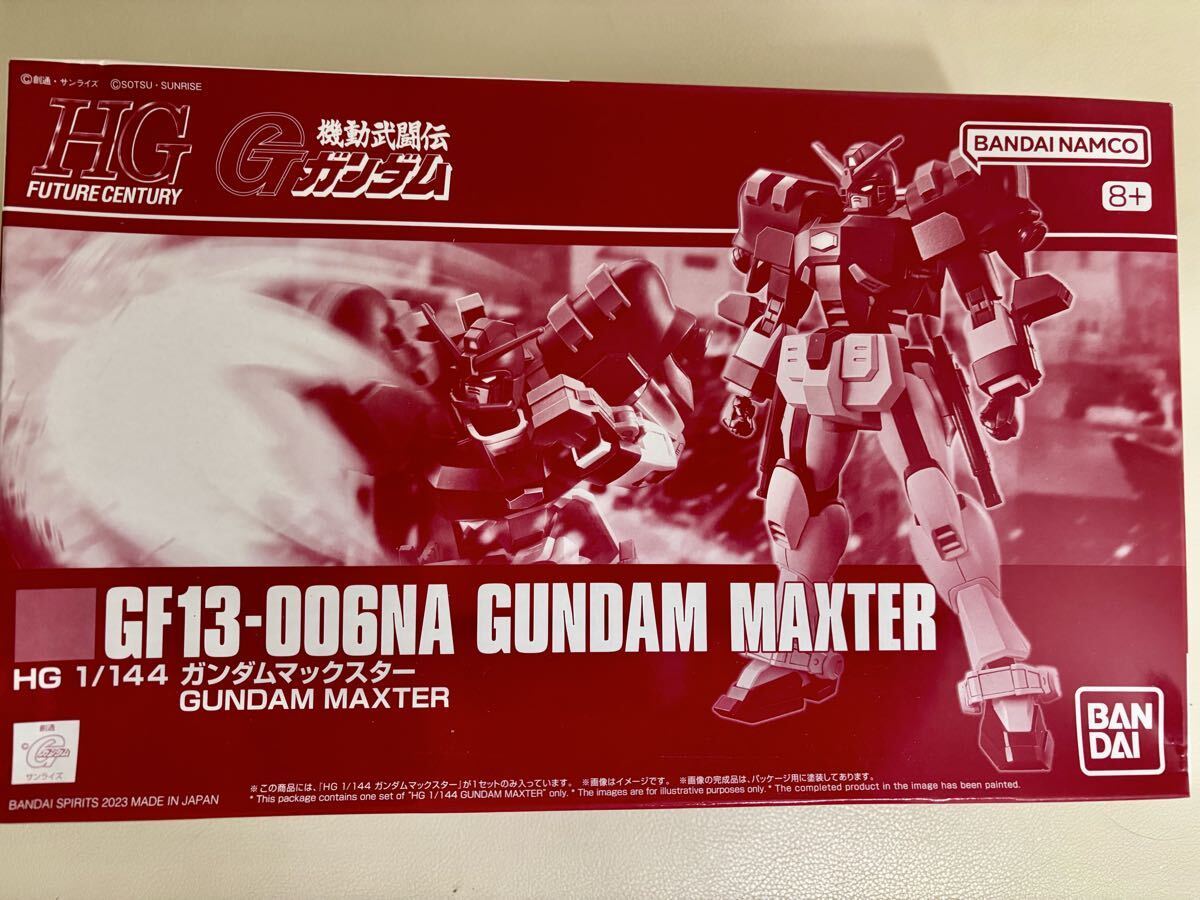 ©創通・サンライズ ©SOTSU・SUNRISE
HG
FUTURE CENTURY
機動武闘伝
Gガンダム
BANDAI NAMCO
8+
GF13-006NA GUNDAM MAXTER
HG 1/144 ガンダムマックスター
GUNDAM MAXTER
創通
©Gガンダム
サンライズ
BANDAI SPIRITS 2023 MADE IN JAPAN
※この商品には、「HG 1/144 ガンダムマックスター」が1セットのみ入っています。 ※画像はイメージです。 ※画像の完成品は、パッケージ用に塗装してあります。
* This package contains one set of "HG 1/144 GUNDAM MAXTER" only. * The images are for illustrative purposes only. * The completed product in the image has been painted.
BAN
DAI